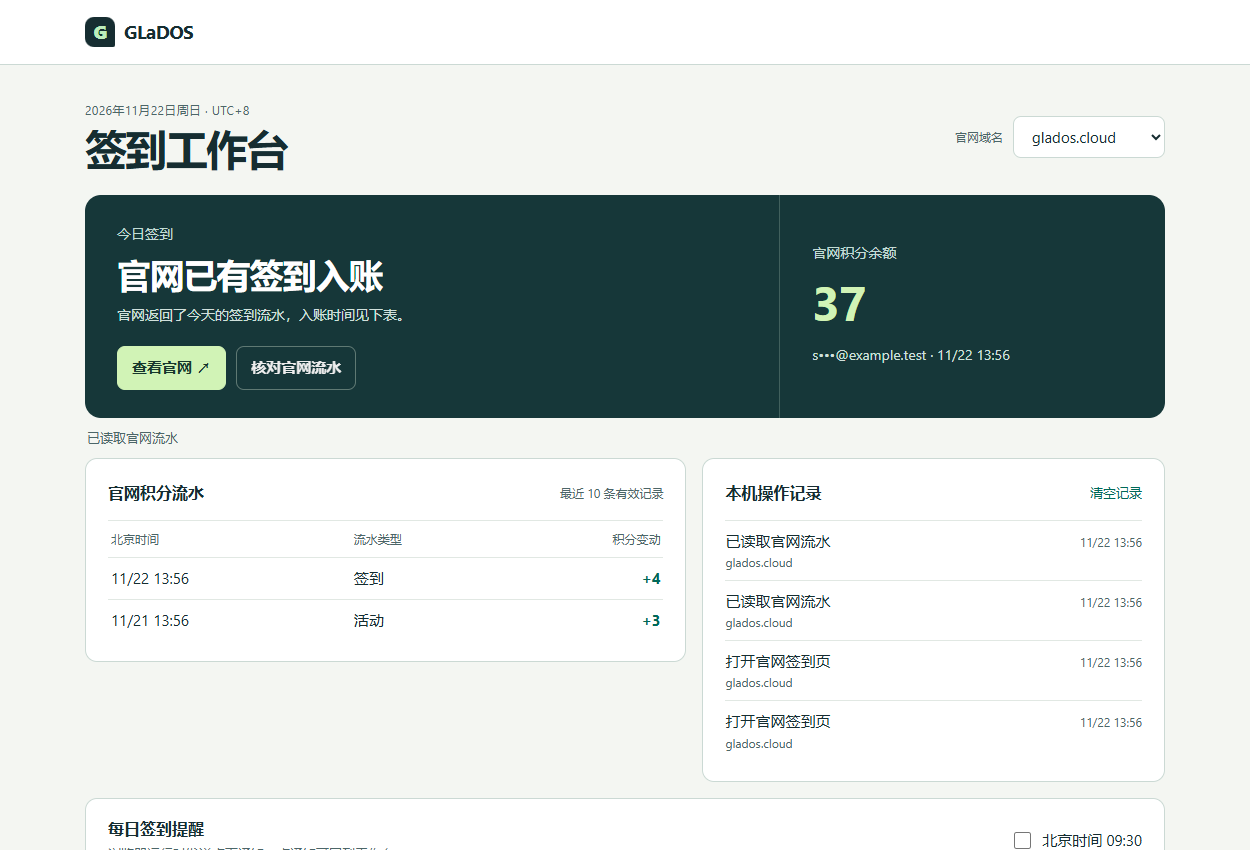 G GLaDOS
2026年11月22日周日 · UTC+8
签到工作台
官网域名 glados.cloud
今日签到
官网已有签到入账
官网返回了今天的签到流水，入账时间见下表。
查看官网 ↗ 核对官网流水
官网积分余额
37
s•••@example.test · 11/22 13:56
已读取官网流水
官网积分流水 最近 10 条有效记录
北京时间 流水类型 积分变动
11/22 13:56 签到 +4
11/21 13:56 活动 +3
本机操作记录 清空记录
已读取官网流水 11/22 13:56
glados.cloud
已读取官网流水 11/22 13:56
glados.cloud
打开官网签到页 11/22 13:56
glados.cloud
打开官网签到页 11/22 13:56
glados.cloud
每日签到提醒
北京时间 09:30